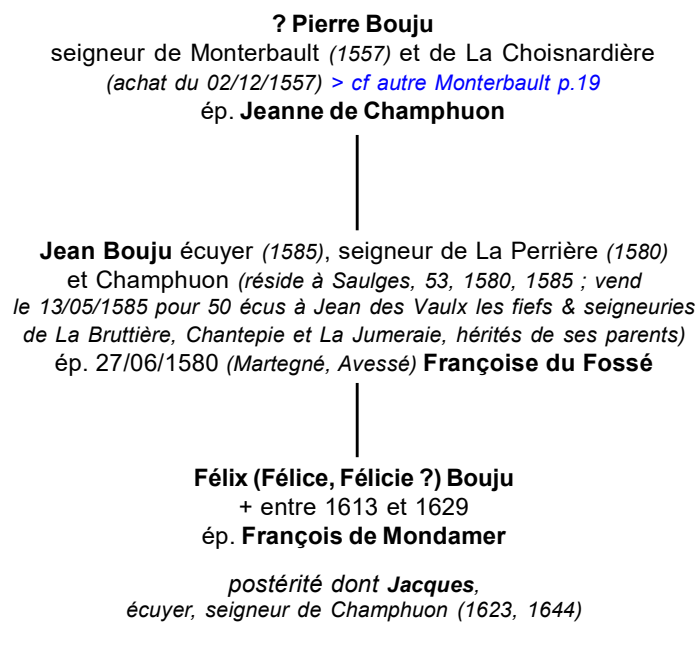 ? Pierre Bouju
seigneur de Monterbault (1557) et de La Choisnardière
(achat du 02/12/1557) > cf autre Monterbault p.19
ép. Jeanne de Champhuon
Jean Bouju écuyer (1585), seigneur de La Perrière (1580)
et Champhuon (réside à Saulges, 53, 1580, 1585 ; vend
le 13/05/1585 pour 50 écus à Jean des Vaulx les fiefs & seigneuries
de La Bruttière, Chantepie et La Jumeraie, hérités de ses parents)
ép. 27/06/1580 (Martegné, Avessé) Françoise du Fossé
Félix (Félice, Félicie ?) Bouju
+ entre 1613 et 1629
ép. François de Mondamer
postérité dont Jacques,
écuyer, seigneur de Champhuon (1623, 1644)